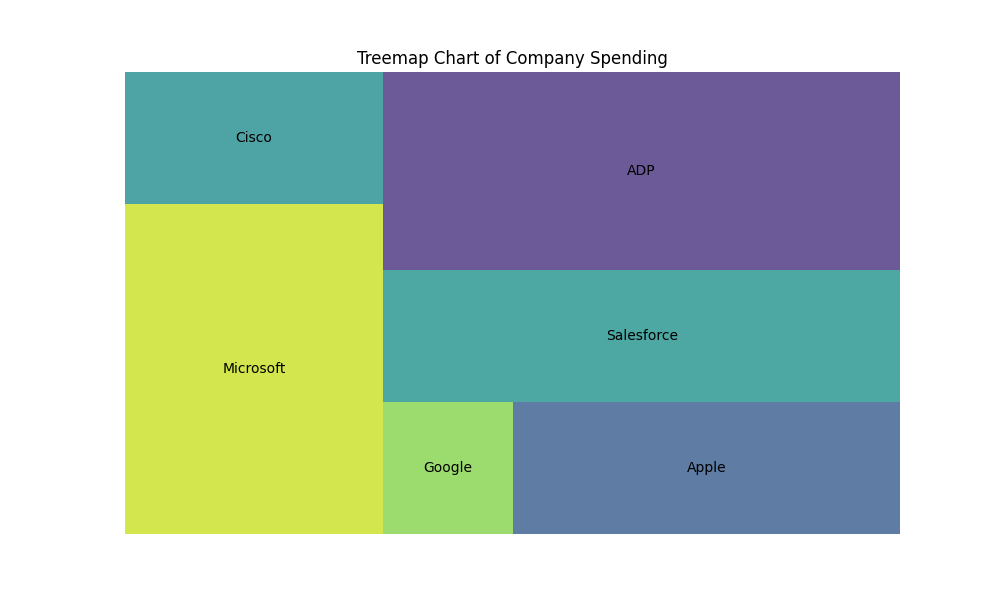 Treemap Chart of Company Spending
Cisco
ADP
Salesforce
Microsoft
Google
Apple